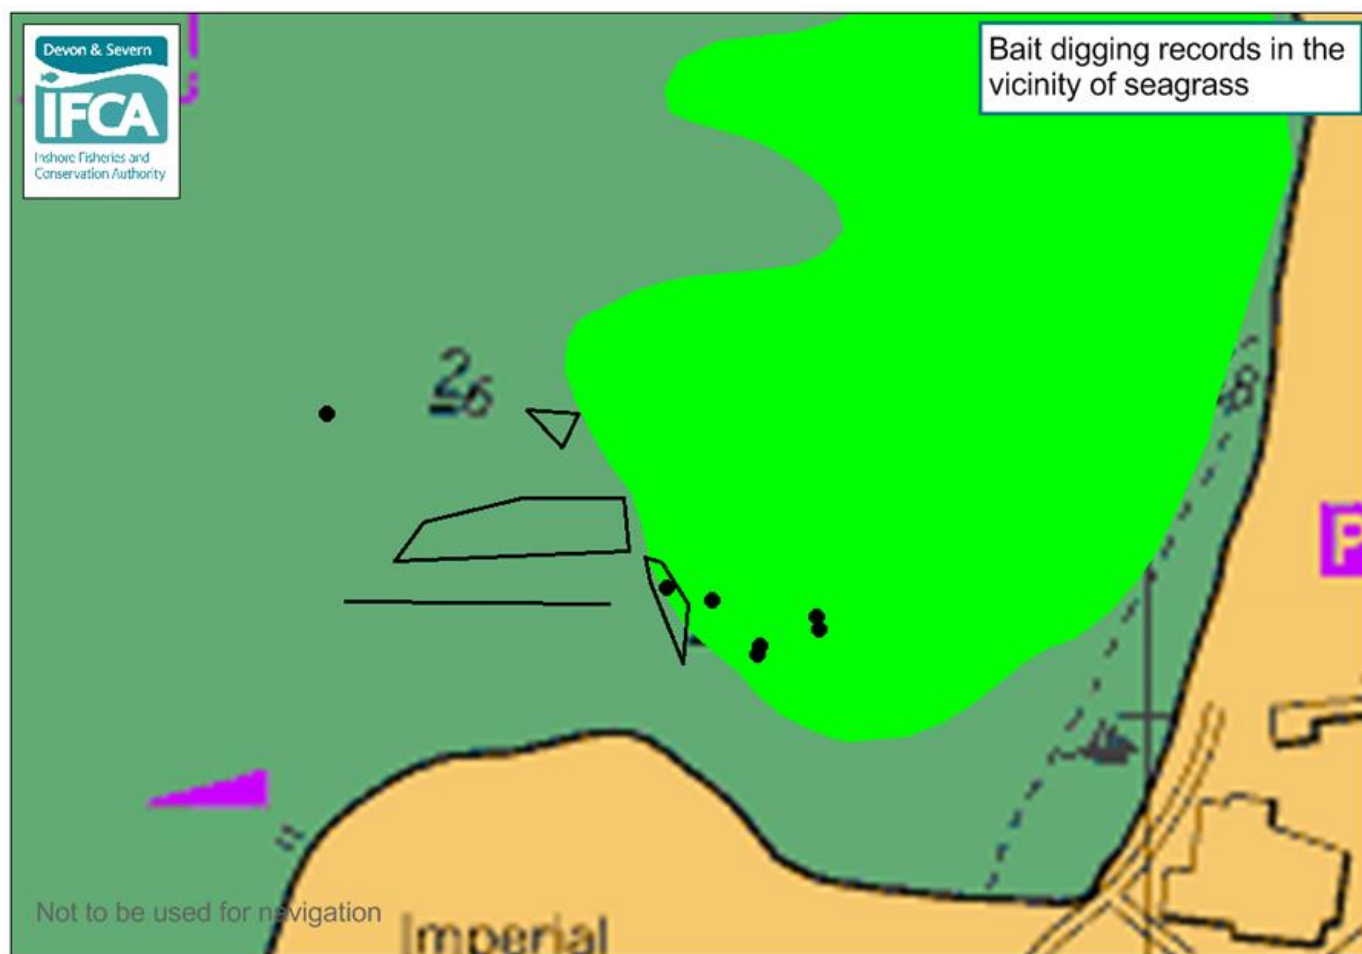 Devon & Severn
IFCA
Inshore Fisheries and
Conservation Authority
Bait digging records in the
vicinity of seagrass
26
P
Not to be used for navigation
Imperial